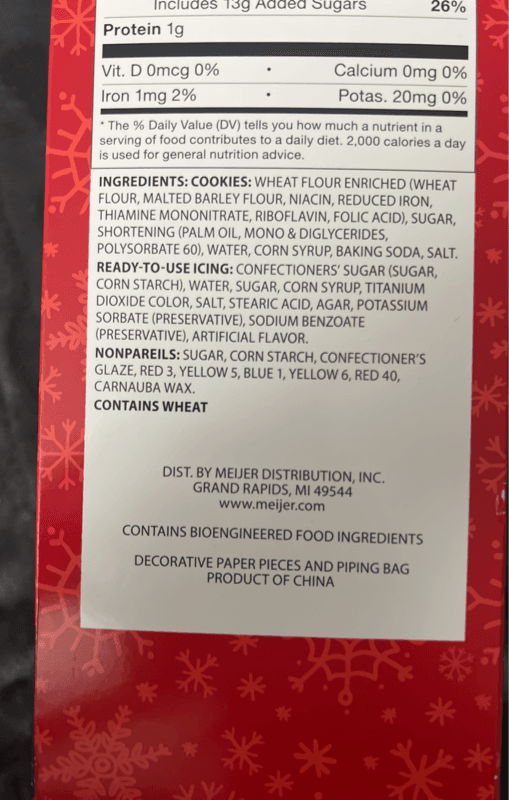 Includes 13g Added Sugars 26%
Protein 1g
Vit. D 0mcg 0% • Calcium 0mg 0%
Iron 1mg 2% • Potas. 20mg 0%
* The % Daily Value (DV) tells you how much a nutrient in a
serving of food contributes to a daily diet. 2,000 calories a day
is used for general nutrition advice.
INGREDIENTS: COOKIES: WHEAT FLOUR ENRICHED (WHEAT
FLOUR, MALTED BARLEY FLOUR, NIACIN, REDUCED IRON,
THIAMINE MONONITRATE, RIBOFLAVIN, FOLIC ACID), SUGAR,
SHORTENING (PALM OIL, MONO & DIGLYCERIDES,
POLYSORBATE 60), WATER, CORN SYRUP, BAKING SODA, SALT.
READY-TO-USE ICING: CONFECTIONERS' SUGAR (SUGAR,
CORN STARCH), WATER, SUGAR, CORN SYRUP, TITANIUM
DIOXIDE COLOR, SALT, STEARIC ACID, AGAR, POTASSIUM
SORBATE (PRESERVATIVE), SODIUM BENZOATE
(PRESERVATIVE), ARTIFICIAL FLAVOR.
NONPAREILS: SUGAR, CORN STARCH, CONFECTIONER'S
GLAZE, RED 3, YELLOW 5, BLUE 1, YELLOW 6, RED 40,
CARNAUBA WAX.
CONTAINS WHEAT
DIST. BY MEIJER DISTRIBUTION, INC.
GRAND RAPIDS, MI 49544
www.meijer.com
CONTAINS BIOENGINEERED FOOD INGREDIENTS
DECORATIVE PAPER PIECES AND PIPING BAG
PRODUCT OF CHINA